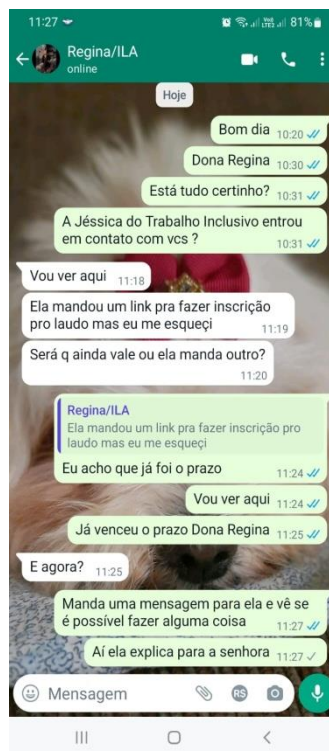 11:27 81%
Regina/ILA
online
Hoje
Bom dia 10:20
Dona Regina 10:30
Está tudo certinho? 10:31
A Jéssica do Trabalho Inclusivo entrou
em contato com vcs ? 10:31
Vou ver aqui 11:18
Ela mandou um link pra fazer inscrição
pro laudo mas eu me esqueçi 11:19
Será q ainda vale ou ela manda outro?
11:20
Regina/ILA
Ela mandou um link pra fazer inscrição pro
laudo mas eu me esqueçi
Eu acho que já foi o prazo 11:24
Vou ver aqui 11:24
Já venceu o prazo Dona Regina 11:25
E agora? 11:25
Manda uma mensagem para ela e vê se
é possível fazer alguma coisa 11:27
Aí ela explica para a senhora 11:27
Mensagem RS